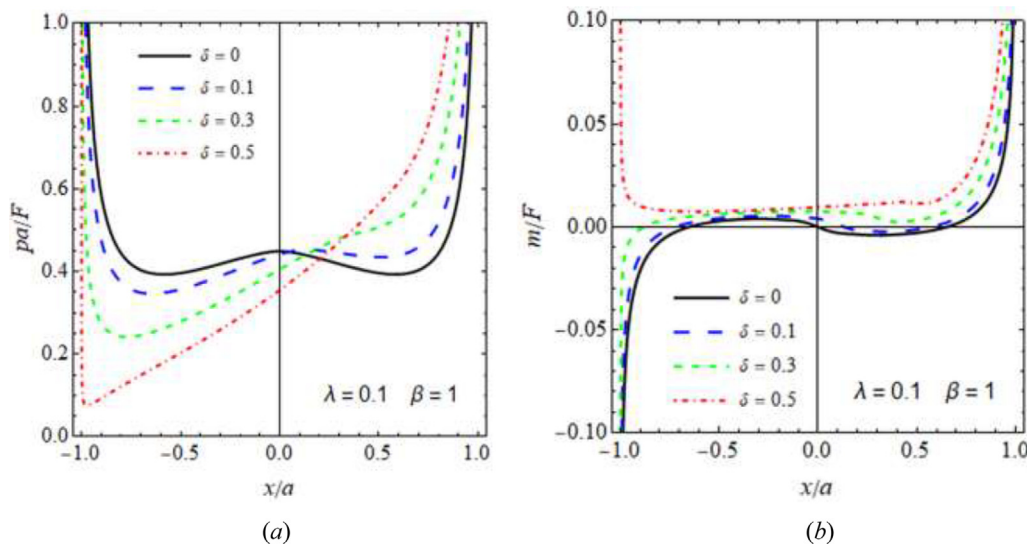 1.0
0.8
0.6
0.4
0.2
0.0
pa/F
δ = 0
δ = 0.1
δ = 0.3
δ = 0.5
λ = 0.1 β = 1
−1.0 −0.5 0.0 0.5 1.0
x/a
(a)
0.10
0.05
0.00
−0.05
−0.10
m/F
δ = 0
δ = 0.1
δ = 0.3
δ = 0.5
λ = 0.1 β = 1
−1.0 −0.5 0.0 0.5 1.0
x/a
(b)